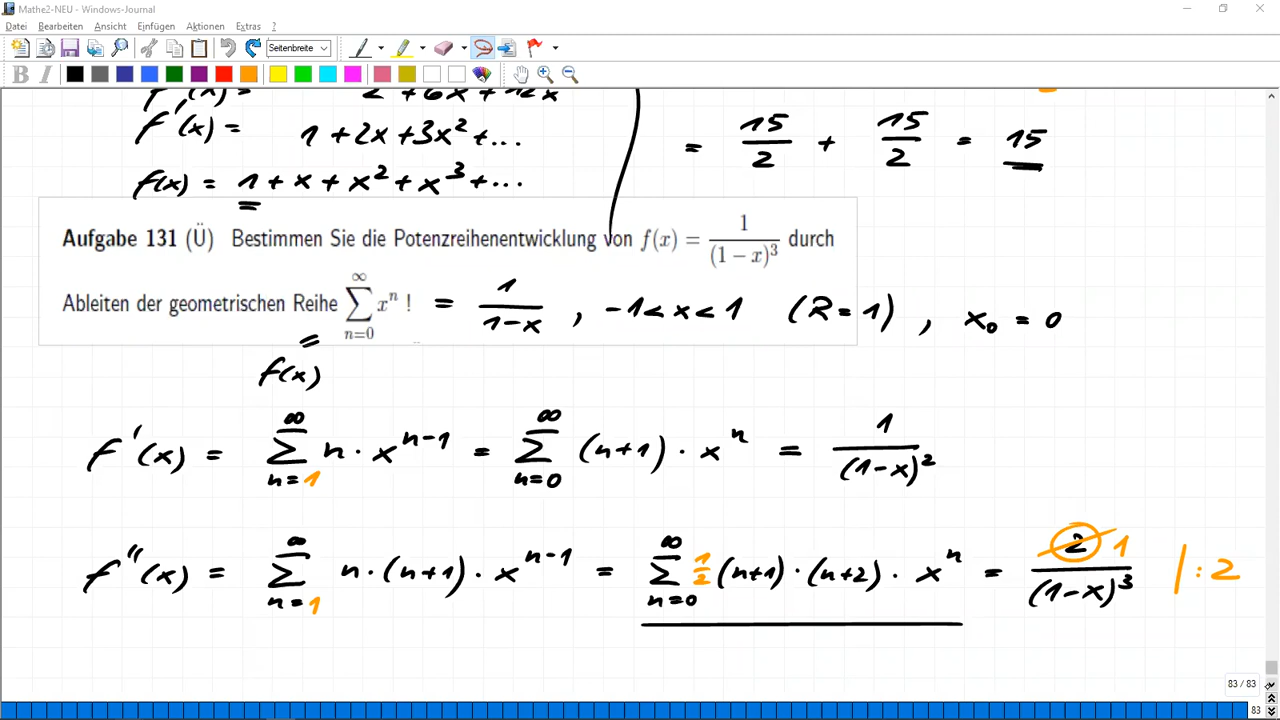 Mathe2-NEU - Windows-Journal
Datei Bearbeiten Ansicht Einfügen Aktionen Extras ?
Seitenbreite
B I
f''(x) = 2 + 6x + 12x
f'(x) = 1 + 2x + 3x² + ...
f(x) = 1 + x + x² + x³ + ...
= 15/2 + 15/2 = 15
Aufgabe 131 (Ü) Bestimmen Sie die Potenzreihenentwicklung von f(x) = 1/(1 − x)³ durch
Ableiten der geometrischen Reihe ∑_{n=0}^{∞} xⁿ ! = 1/(1-x) , -1 < x < 1 (R = 1) , x₀ = 0
=
f(x)
f'(x) = ∑_{n=1}^{∞} n · x^{n-1} = ∑_{n=0}^{∞} (n+1) · xⁿ = 1/(1-x)²
f''(x) = ∑_{n=1}^{∞} n · (n+1) · x^{n-1} = ∑_{n=0}^{∞} 1/2 (n+1) · (n+2) · xⁿ = 2 1/(1-x)³ | : 2
83 / 83
83